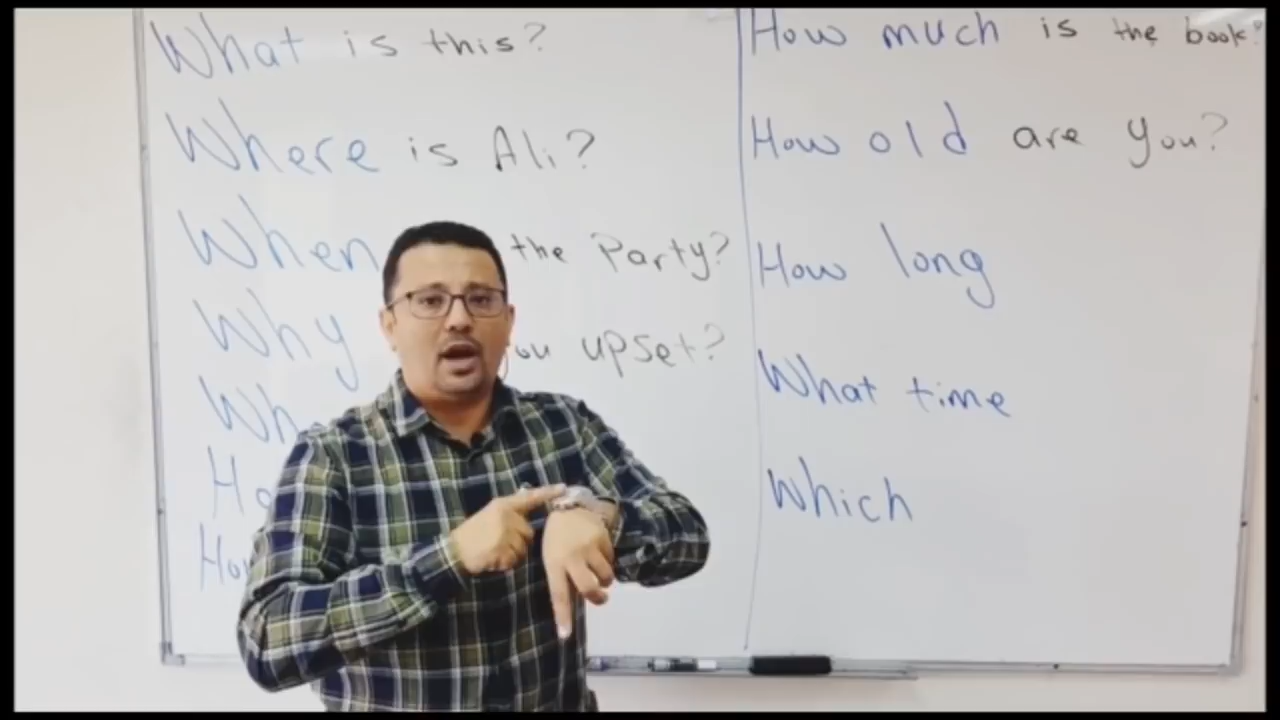 What is this?
Where is Ali?
When the Party?
Why upset?
How much is the book?
How old are you?
How long
What time
Which